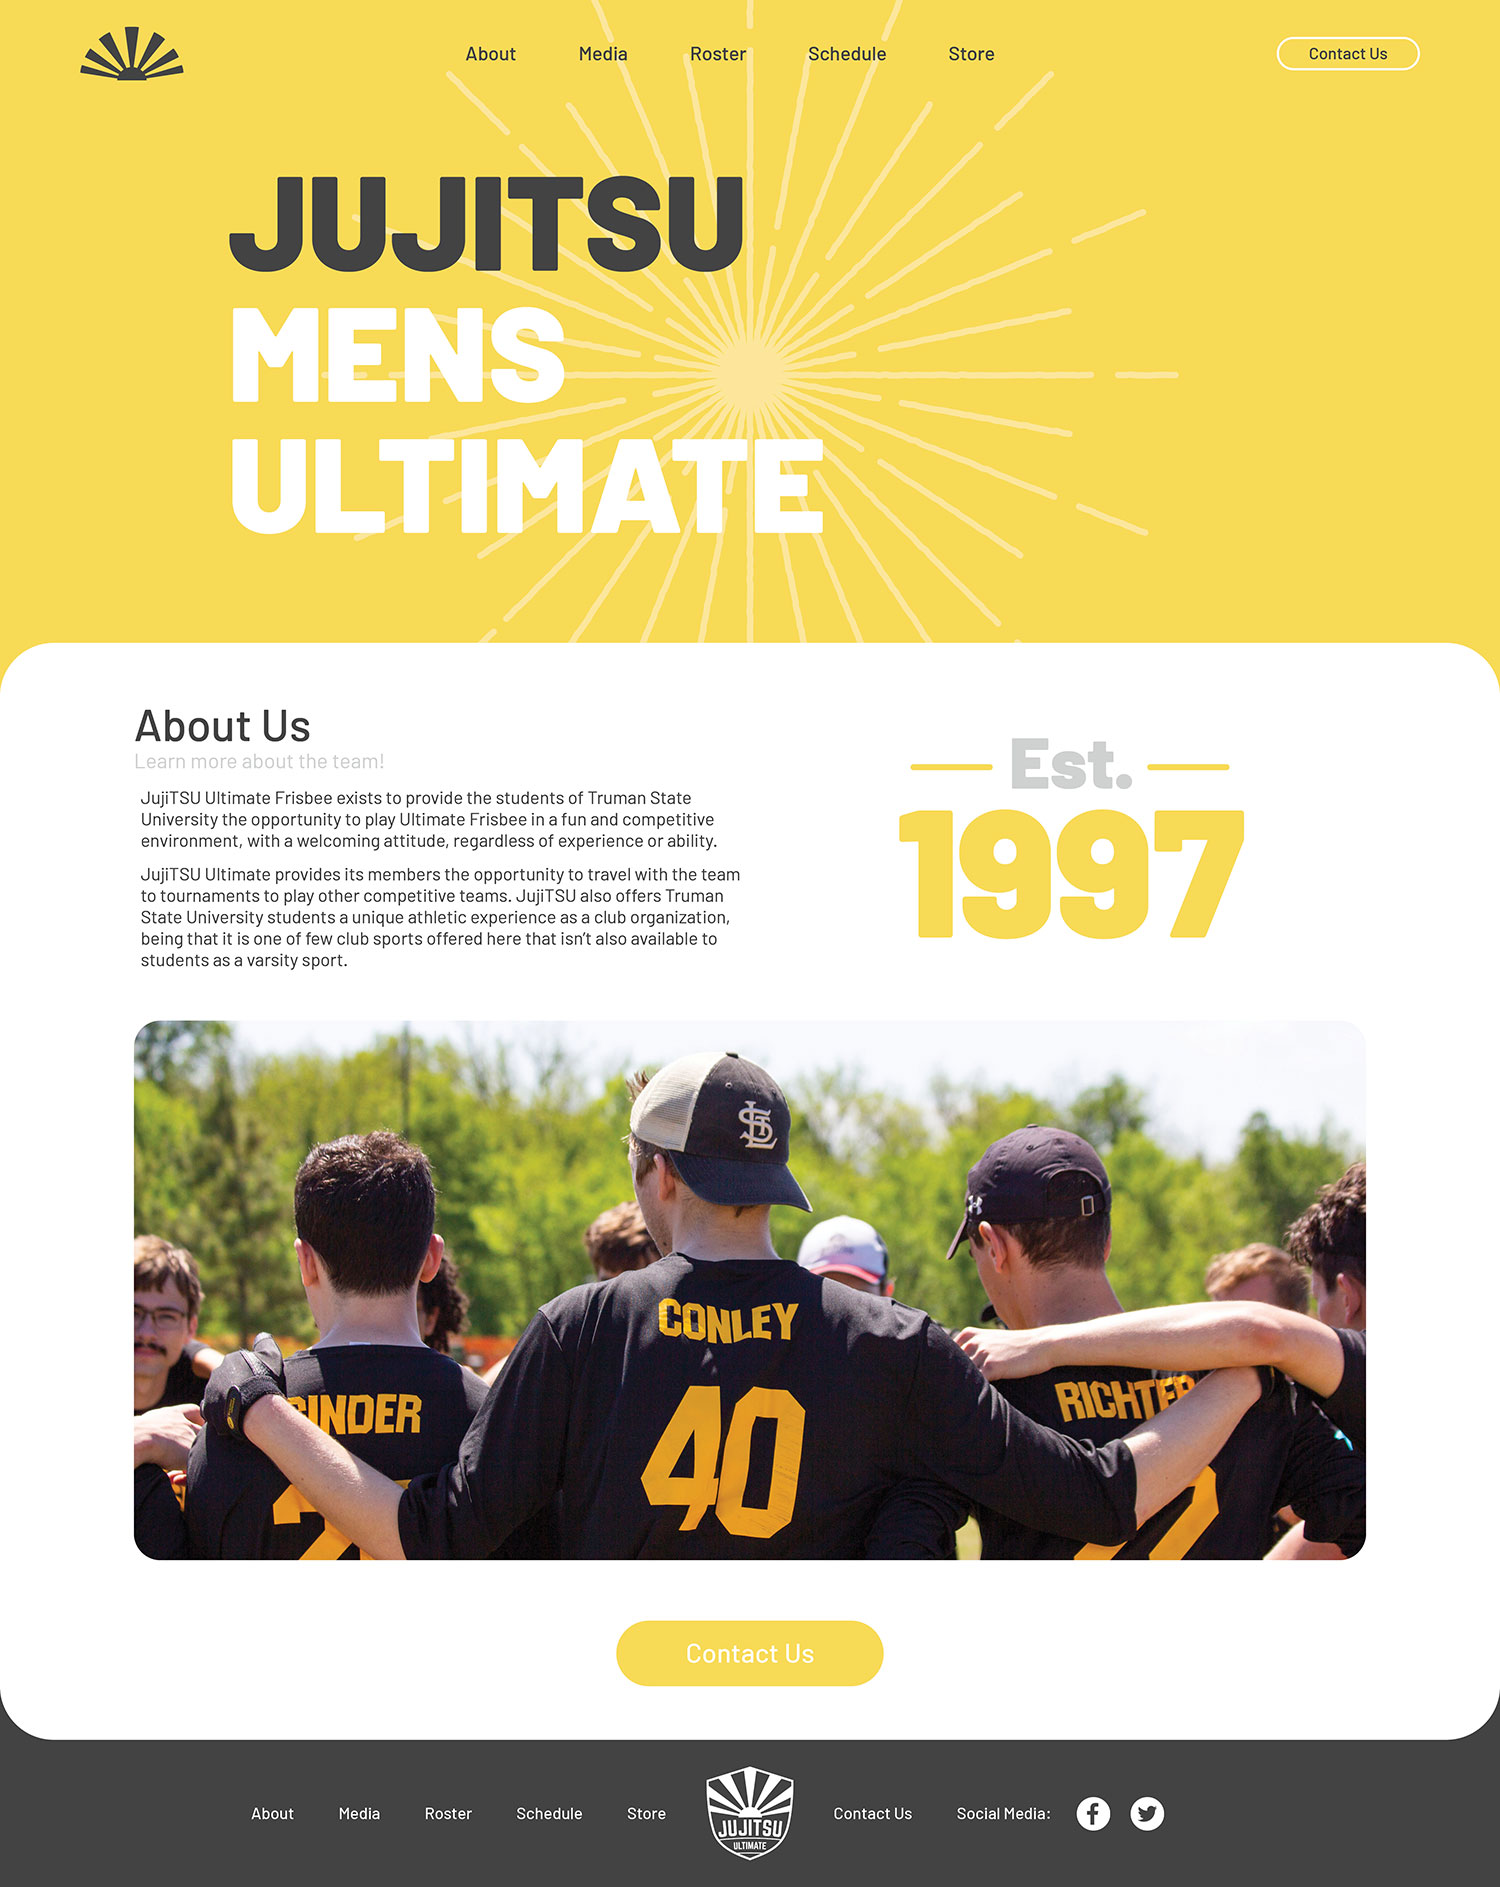 About Media Roster Schedule Store Contact Us
JUJITSU
MENS
ULTIMATE
About Us
Learn more about the team!
JujiTSU Ultimate Frisbee exists to provide the students of Truman State
University the opportunity to play Ultimate Frisbee in a fun and competitive
environment, with a welcoming attitude, regardless of experience or ability.
JujiTSU Ultimate provides its members the opportunity to travel with the team
to tournaments to play other competitive teams. JujiTSU also offers Truman
State University students a unique athletic experience as a club organization,
being that it is one of few club sports offered here that isn't also available to
students as a varsity sport.
Est.
1997
STL
CONLEY
40
Contact Us
About Media Roster Schedule Store
JUJITSU
ULTIMATE
Contact Us Social Media: